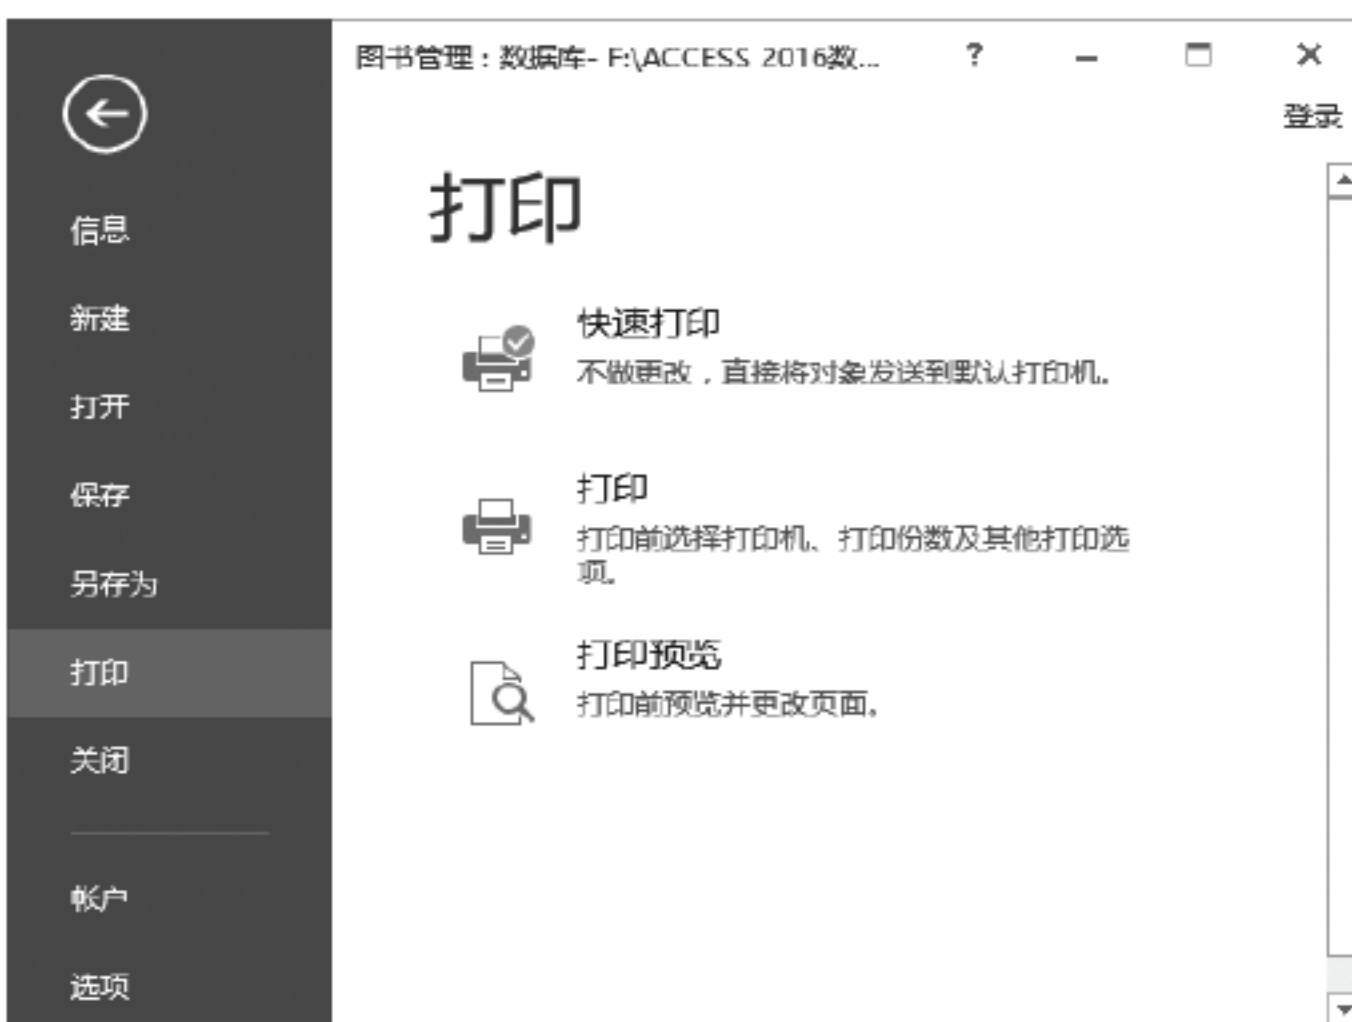 图书管理：数据库- F:\ACCESS 2016数...
?
登录
信息
新建
打开
保存
另存为
打印
关闭
帐户
选项
打印
快速打印
不做更改，直接将对象发送到默认打印机。
打印
打印前选择打印机、打印份数及其他打印选
项。
打印预览
打印前预览并更改页面。